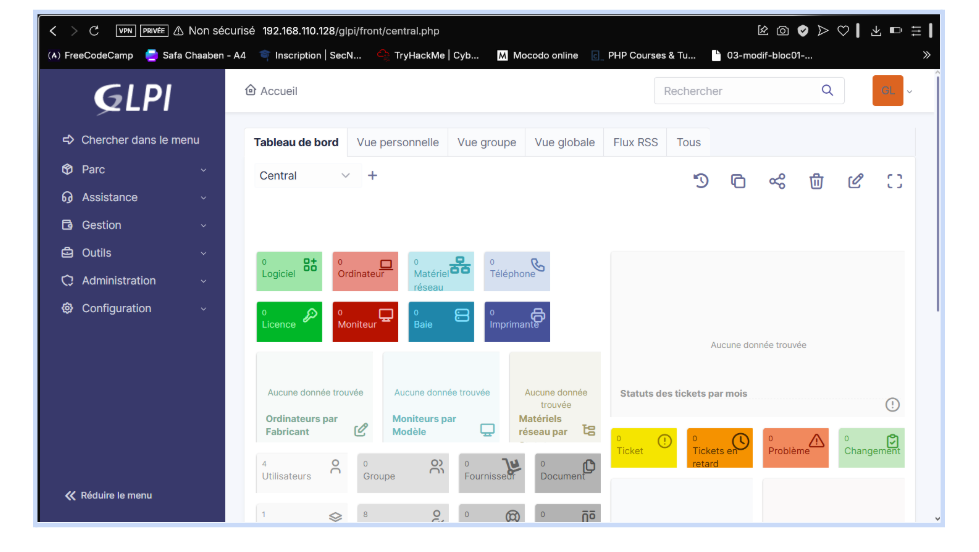 VPN PRIVÉE Non sécurisé 192.168.110.128/glpi/front/central.php
FreeCodeCamp Safa Chaaben - A4 Inscription | SecN... TryHackMe | Cyb... Mocodo online PHP Courses & Tu... 03-modif-bloc01-...
GLPI
Accueil
Rechercher
GL
Chercher dans le menu
Parc
Assistance
Gestion
Outils
Administration
Configuration
Réduire le menu
Tableau de bord Vue personnelle Vue groupe Vue globale Flux RSS Tous
Central
0
Logiciel
0
Ordinateur
0
Matériel
réseau
0
Téléphone
0
Licence
0
Moniteur
0
Baie
0
Imprimante
Aucune donnée trouvée
Ordinateurs par
Fabricant
Aucune donnée trouvée
Moniteurs par
Modèle
Aucune donnée
trouvée
Matériels
réseau par
Aucune donnée trouvée
Statuts des tickets par mois
0
Ticket
0
Tickets en
retard
0
Problème
0
Changement
4
Utilisateurs
0
Groupe
0
Fournisseur
0
Document
1
8
0
0